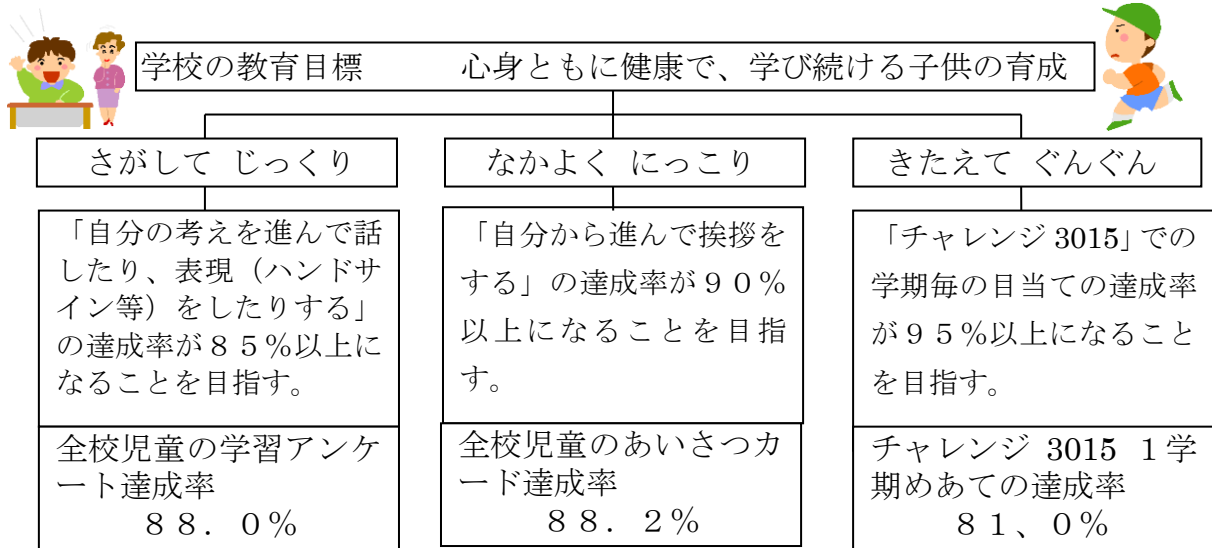 学校の教育目標　　　心身ともに健康で、学び続ける子供の育成
さがして じっくり
「自分の考えを進んで話
したり、表現（ハンドサ
イン等）をしたりする」
の達成率が８５％以上に
なることを目指す。
全校児童の学習アンケ
ート達成率
８８．０％
なかよく にっこり
「自分から進んで挨拶を
する」の達成率が９０％
以上になることを目指
す。
全校児童のあいさつカ
ード達成率
８８．２％
きたえて ぐんぐん
「チャレンジ 3015」での
学期毎の目当ての達成率
が９５％以上になること
を目指す。
チャレンジ 3015 １学
期めあての達成率
８１、０％